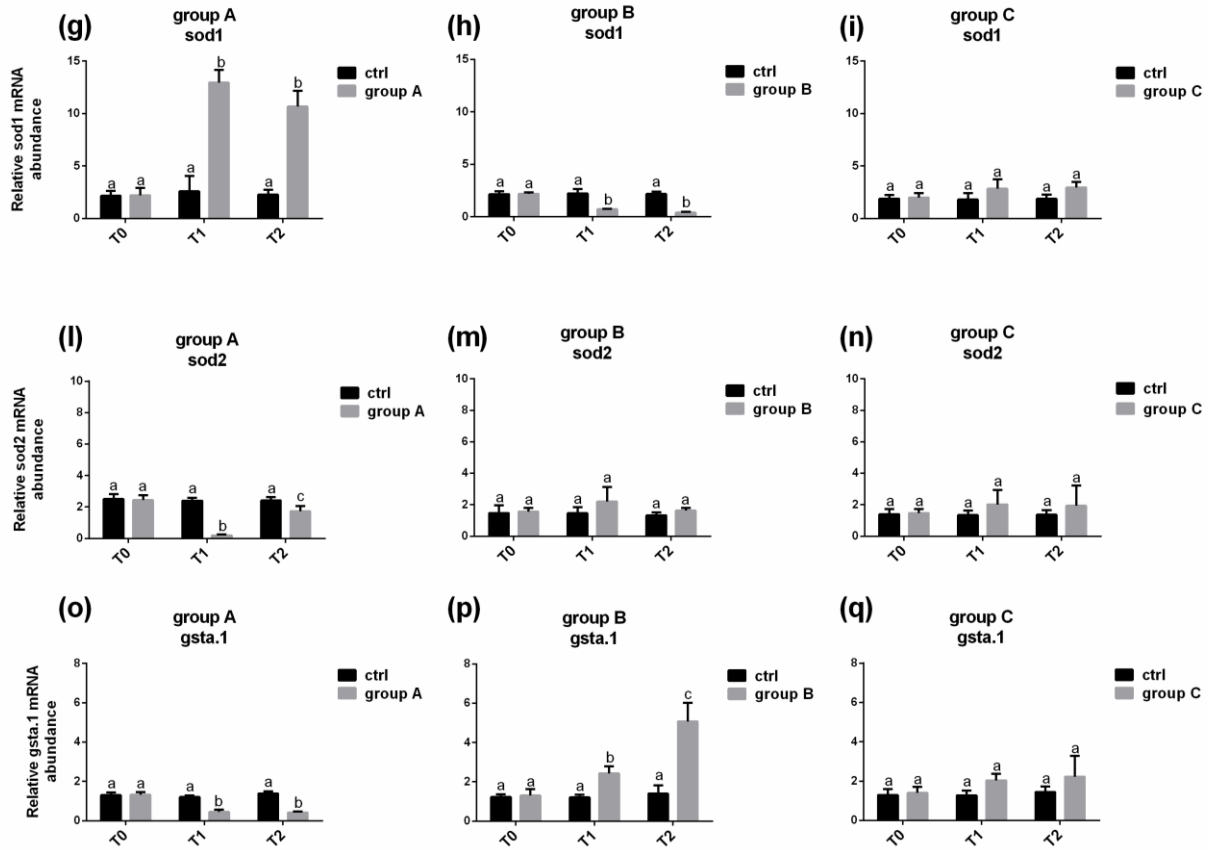 (g)
group A
sod1
Relative sod1 mRNA
abundance
15
10
5
0
a a
a b
a b
T0 T1 T2
ctrl
group A
(h)
group B
sod1
15
10
5
0
a a
a b
a b
T0 T1 T2
ctrl
group B
(i)
group C
sod1
15
10
5
0
a a
a a
a a
T0 T1 T2
ctrl
group C
(l)
group A
sod2
Relative sod2 mRNA
abundance
10
8
6
4
2
0
a a
a b
a c
T0 T1 T2
ctrl
group A
(m)
group B
sod2
10
8
6
4
2
0
a a
a a
a a
T0 T1 T2
ctrl
group B
(n)
group C
sod2
10
8
6
4
2
0
a a
a a
a a
T0 T1 T2
ctrl
group C
(o)
group A
gsta.1
Relative gsta.1 mRNA
abundance
8
6
4
2
0
a a
a b
a b
T0 T1 T2
ctrl
group A
(p)
group B
gsta.1
8
6
4
2
0
a a
a b
a c
T0 T1 T2
ctrl
group B
(q)
group C
gsta.1
8
6
4
2
0
a a
a a
a a
T0 T1 T2
ctrl
group C